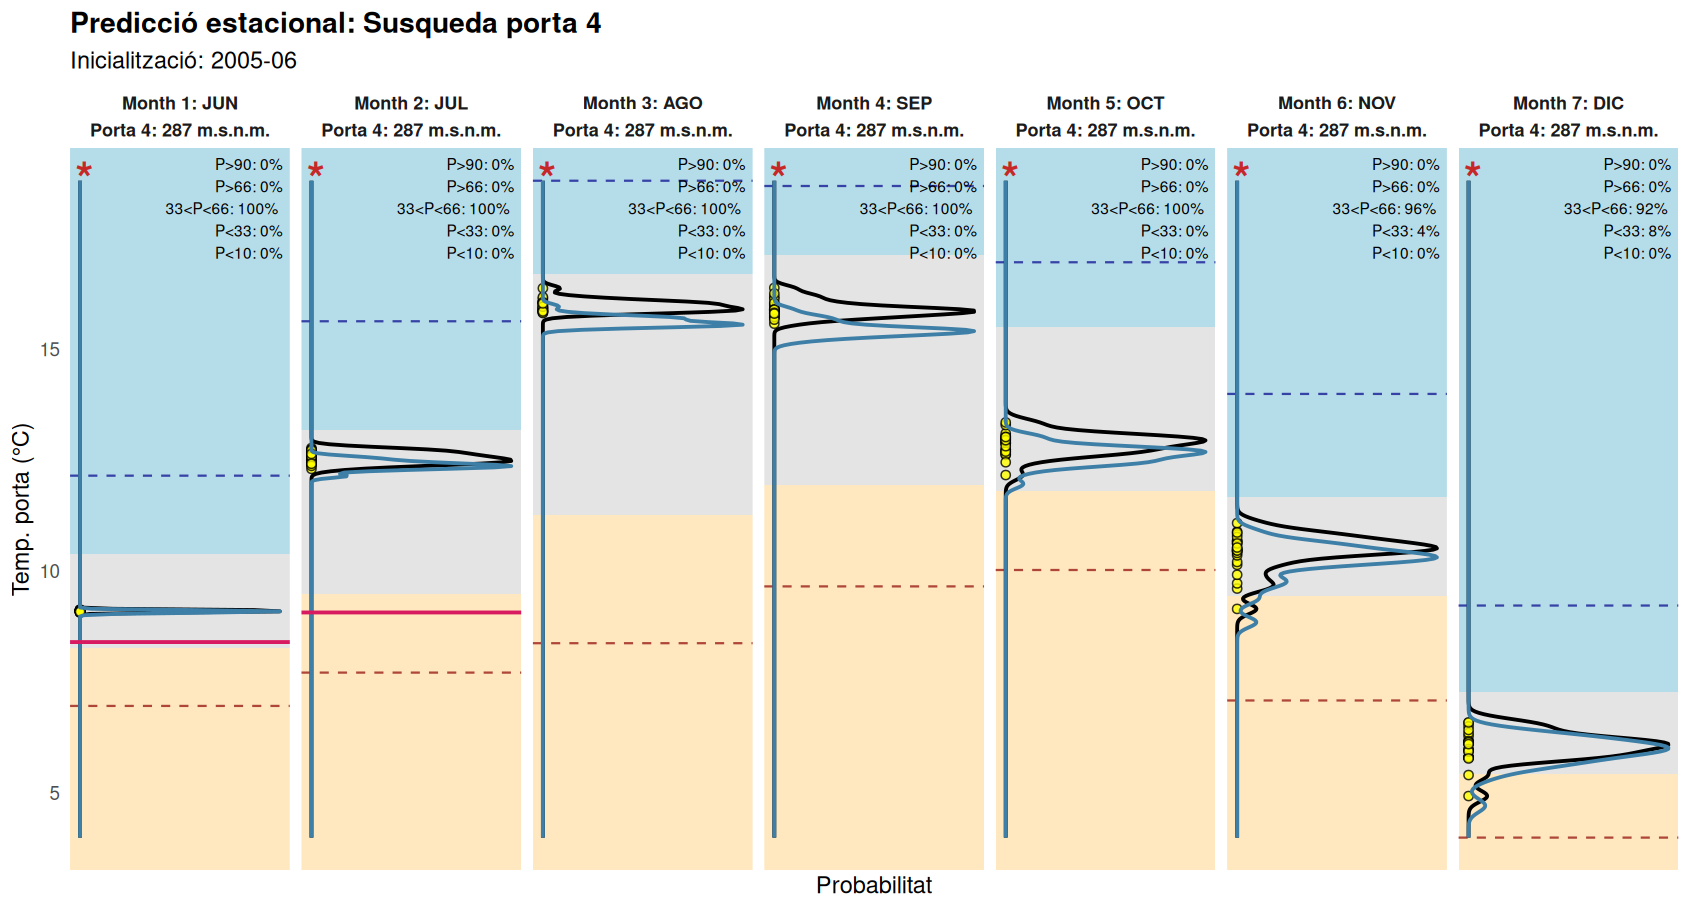 Predicció estacional: Susqueda porta 4
Inicialització: 2005-06
Month 1: JUN
Porta 4: 287 m.s.n.m.
Month 2: JUL
Porta 4: 287 m.s.n.m.
Month 3: AGO
Porta 4: 287 m.s.n.m.
Month 4: SEP
Porta 4: 287 m.s.n.m.
Month 5: OCT
Porta 4: 287 m.s.n.m.
Month 6: NOV
Porta 4: 287 m.s.n.m.
Month 7: DIC
Porta 4: 287 m.s.n.m.
*
P>90: 0%
P>66: 0%
33<P<66: 100%
P<33: 0%
P<10: 0%
*
P>90: 0%
P>66: 0%
33<P<66: 100%
P<33: 0%
P<10: 0%
*
P>90: 0%
P>66: 0%
33<P<66: 100%
P<33: 0%
P<10: 0%
*
P>90: 0%
P>66: 0%
33<P<66: 100%
P<33: 0%
P<10: 0%
*
P>90: 0%
P>66: 0%
33<P<66: 100%
P<33: 0%
P<10: 0%
*
P>90: 0%
P>66: 0%
33<P<66: 96%
P<33: 4%
P<10: 0%
*
P>90: 0%
P>66: 0%
33<P<66: 92%
P<33: 8%
P<10: 0%
15
10
5
Temp. porta (°C)
Probabilitat